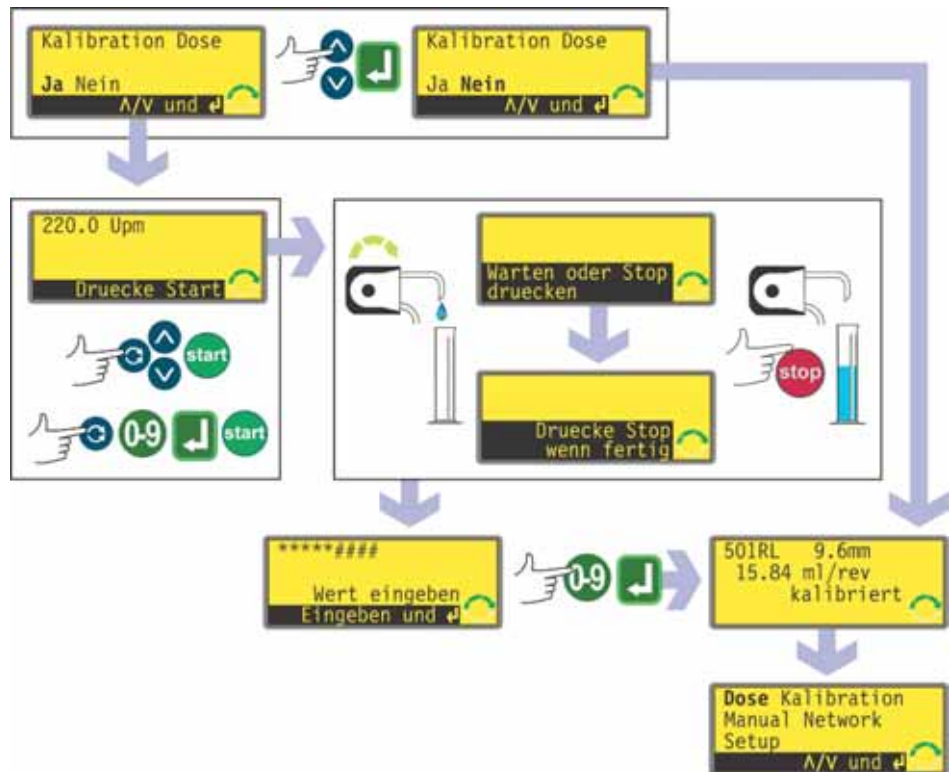 Kalibration Dose
Ja Nein
Λ/V und ↲
Kalibration Dose
Ja Nein
Λ/V und ↲
220.0 Upm
Druecke Start
start
0-9
start
Warten oder Stop
druecken
Druecke Stop
wenn fertig
stop
*****####
Wert eingeben
Eingeben und ↲
0-9
501RL 9.6mm
15.84 ml/rev
kalibriert
Dose Kalibration
Manual Network
Setup
Λ/V und ↲